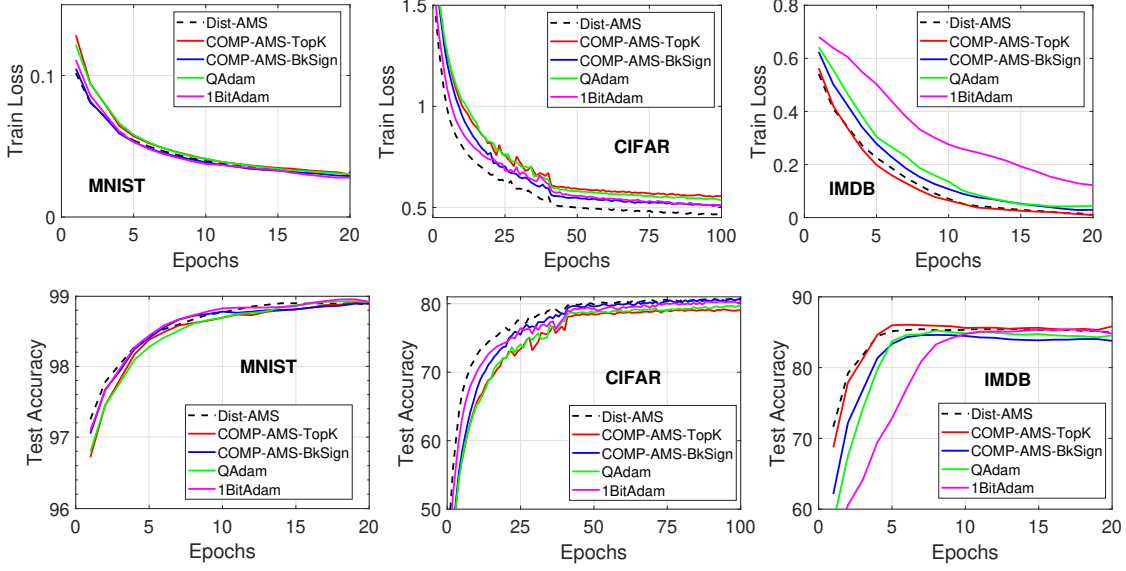 Train Loss
0.1
0
0 5 10 15 20
Epochs
MNIST
Dist-AMS
COMP-AMS-TopK
COMP-AMS-BkSign
QAdam
1BitAdam
Train Loss
1.5
1
0.5
0 25 50 75 100
Epochs
CIFAR
Dist-AMS
COMP-AMS-TopK
COMP-AMS-BkSign
QAdam
1BitAdam
Train Loss
0.8
0.6
0.4
0.2
0
0 5 10 15 20
Epochs
IMDB
Dist-AMS
COMP-AMS-TopK
COMP-AMS-BkSign
QAdam
1BitAdam
Test Accuracy
99
98
97
96
0 5 10 15 20
Epochs
MNIST
Dist-AMS
COMP-AMS-TopK
COMP-AMS-BkSign
QAdam
1BitAdam
Test Accuracy
80
70
60
50
0 25 50 75 100
Epochs
CIFAR
Dist-AMS
COMP-AMS-TopK
COMP-AMS-BkSign
QAdam
1BitAdam
Test Accuracy
90
80
70
60
0 5 10 15 20
Epochs
IMDB
Dist-AMS
COMP-AMS-TopK
COMP-AMS-BkSign
QAdam
1BitAdam